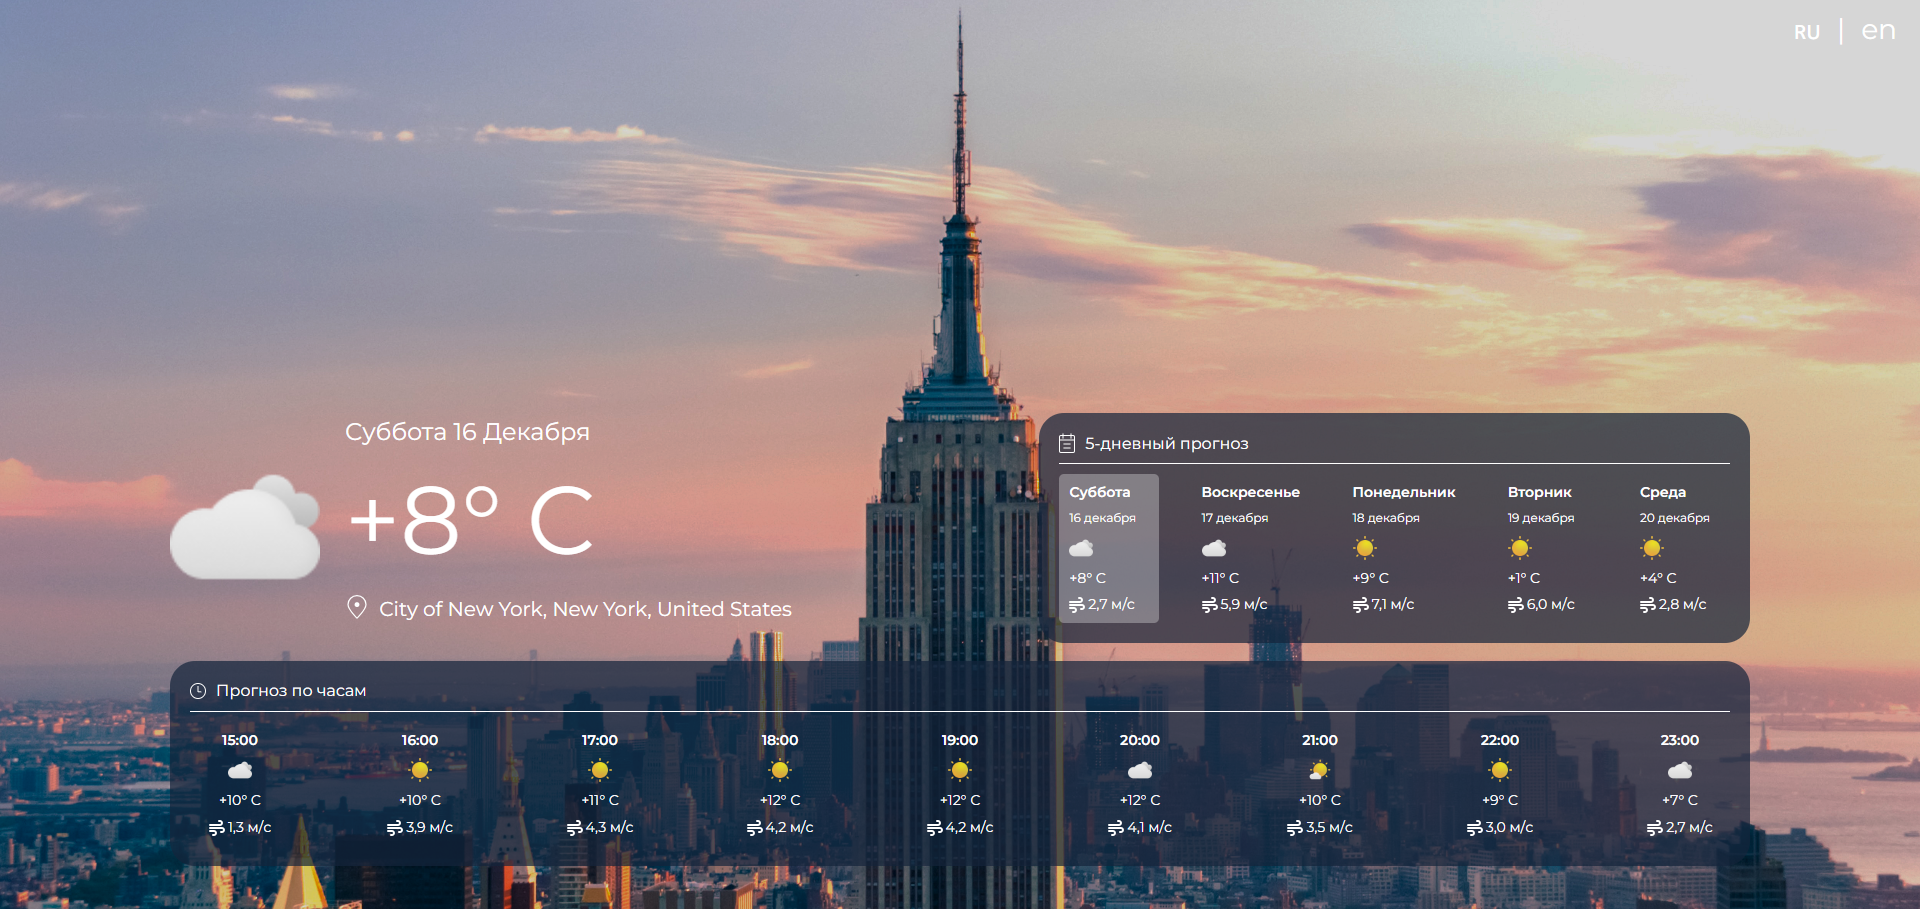 RU | en
Суббота 16 Декабря
+8° C
City of New York, New York, United States
5-дневный прогноз
Суббота Воскресенье Понедельник Вторник Среда
16 декабря 17 декабря 18 декабря 19 декабря 20 декабря
+8° C +11° C +9° C +1° C +4° C
2,7 м/с 5,9 м/с 7,1 м/с 6,0 м/с 2,8 м/с
Прогноз по часам
15:00 16:00 17:00 18:00 19:00 20:00 21:00 22:00 23:00
+10° C +10° C +11° C +12° C +12° C +12° C +10° C +9° C +7° C
1,3 м/с 3,9 м/с 4,3 м/с 4,2 м/с 4,2 м/с 4,1 м/с 3,5 м/с 3,0 м/с 2,7 м/с